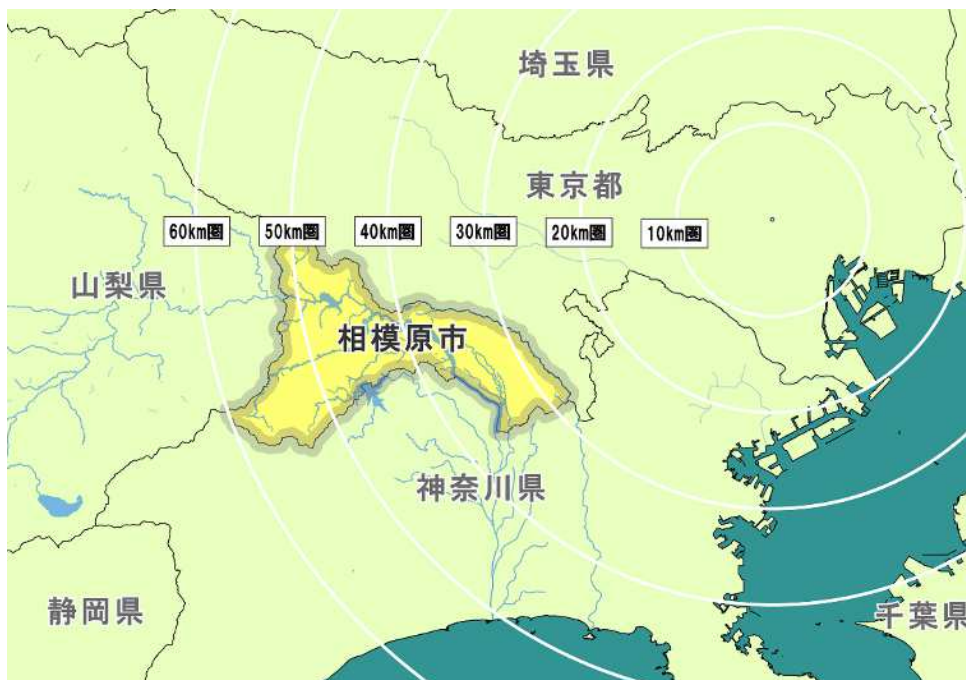 埼玉県
東京都
60km圏
50km圏
40km圏
30km圏
20km圏
10km圏
山梨県
相模原市
神奈川県
静岡県
千葉県